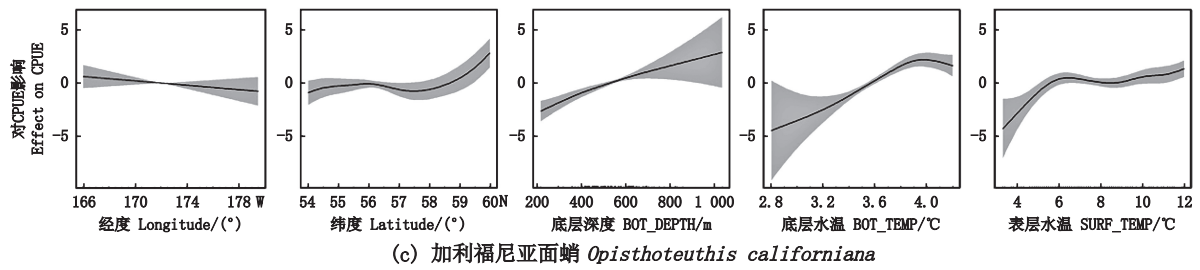 对CPUE影响
Effect on CPUE
5
0
−5
166 170 174 178 W
经度 Longitude/(°)
5
0
−5
54 55 56 57 58 59 60N
纬度 Latitude/(°)
5
0
−5
200 400 600 800 1 000
底层深度 BOT_DEPTH/m
5
0
−5
2.8 3.2 3.6 4.0
底层水温 BOT_TEMP/℃
5
0
−5
4 6 8 10 12
表层水温 SURF_TEMP/℃
(c) 加利福尼亚面蛸 Opisthoteuthis californiana